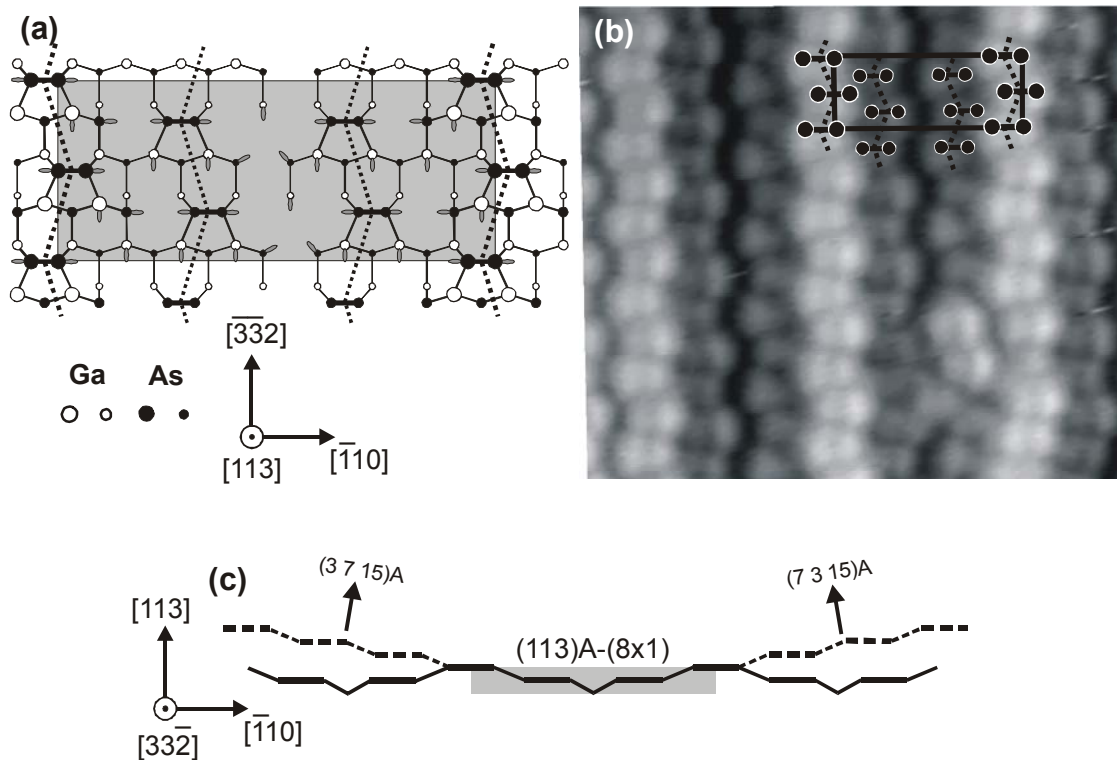 (a)
[3̅3̅2]
Ga As
[1̅10]
[113]
(b)
(c)
(3 7 15)A
(7 3 15)A
[113]
(113)A-(8x1)
[1̅10]
[332̅]